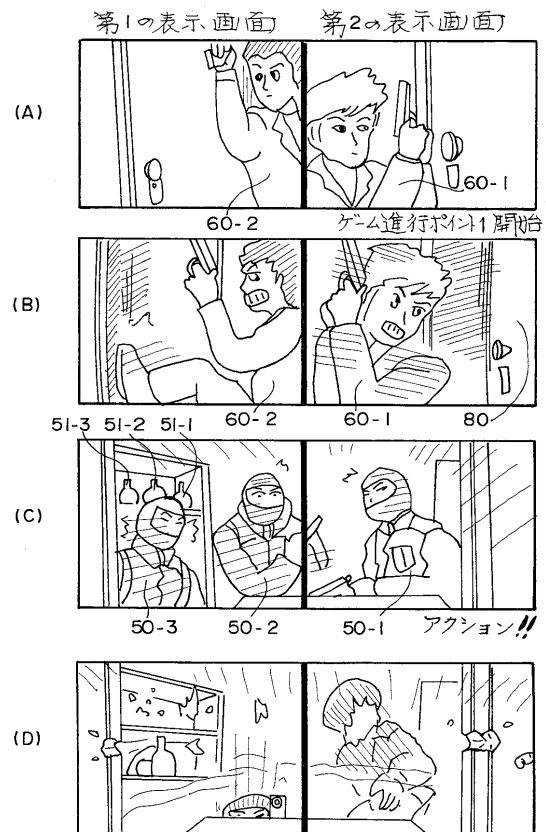 第1の表示画面 第2の表示画面
(A)
60-2 60-1
ゲーム進行ポイント1 開始
(B)
60-2 60-1 80
51-3 51-2 51-1
(C)
50-3 50-2 50-1 アクション!!
(D)